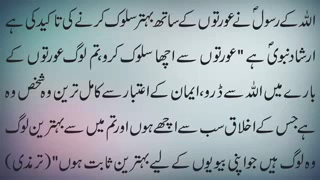 اللہ کے رسولؐ نے عورتوں کے ساتھ بہتر سلوک کرنے کی تاکید کی ہے
ارشاد نبویؐ ہے "عورتوں سے اچھا سلوک کرو، تم لوگ عورتوں کے
بارے میں اللہ سے ڈرو، ایمان کے اعتبار سے کامل ترین وہ شخص وہ
ہے جس کے اخلاق سب سے اچھے ہوں اور تم میں سے بہترین لوگ
وہ لوگ ہیں جو اپنی بیویوں کے لیے بہترین ثابت ہوں" (ترمذی)